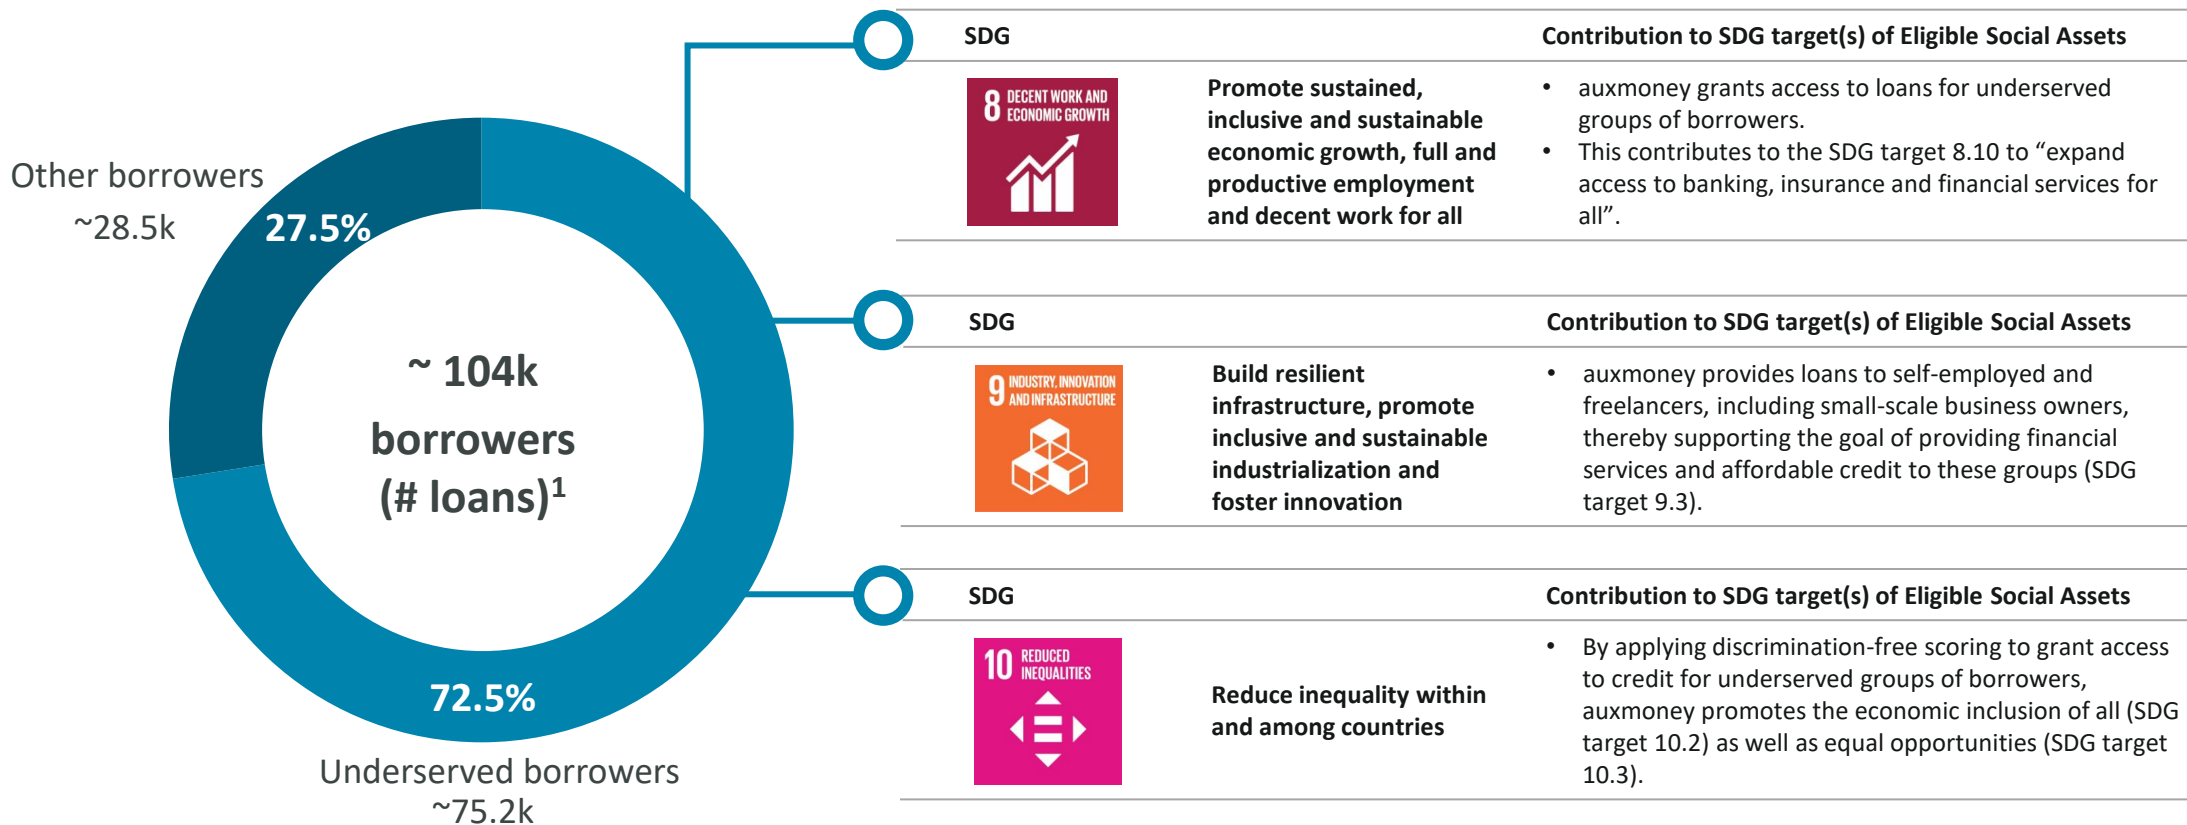 Other borrowers
~28.5k
27.5%
~ 104k
borrowers
(# loans)¹
72.5%
Underserved borrowers
~75.2k
SDG
Contribution to SDG target(s) of Eligible Social Assets
8 DECENT WORK AND
ECONOMIC GROWTH
Promote sustained,
inclusive and sustainable
economic growth, full and
productive employment
and decent work for all
• auxmoney grants access to loans for underserved
groups of borrowers.
• This contributes to the SDG target 8.10 to “expand
access to banking, insurance and financial services for
all”.
SDG
Contribution to SDG target(s) of Eligible Social Assets
9 INDUSTRY, INNOVATION
AND INFRASTRUCTURE
Build resilient
infrastructure, promote
inclusive and sustainable
industrialization and
foster innovation
• auxmoney provides loans to self-employed and
freelancers, including small-scale business owners,
thereby supporting the goal of providing financial
services and affordable credit to these groups (SDG
target 9.3).
SDG
Contribution to SDG target(s) of Eligible Social Assets
10 REDUCED
INEQUALITIES
Reduce inequality within
and among countries
• By applying discrimination-free scoring to grant access
to credit for underserved groups of borrowers,
auxmoney promotes the economic inclusion of all (SDG
target 10.2) as well as equal opportunities (SDG target
10.3).